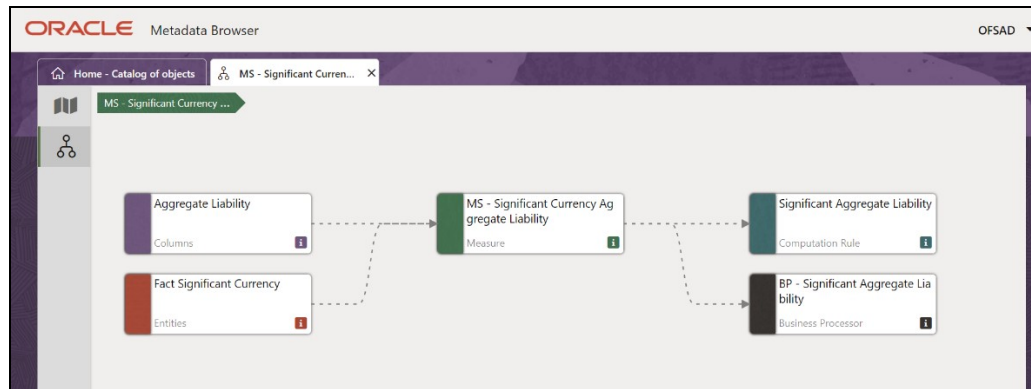 ORACLE Metadata Browser
OFSAD
Home - Catalog of objects
MS - Significant Curren...
MS - Significant Currency ...
Aggregate Liability
Columns
MS - Significant Currency Ag
gregate Liability
Measure
Significant Aggregate Liability
Computation Rule
Fact Significant Currency
Entities
BP - Significant Aggregate Lia
bility
Business Processor